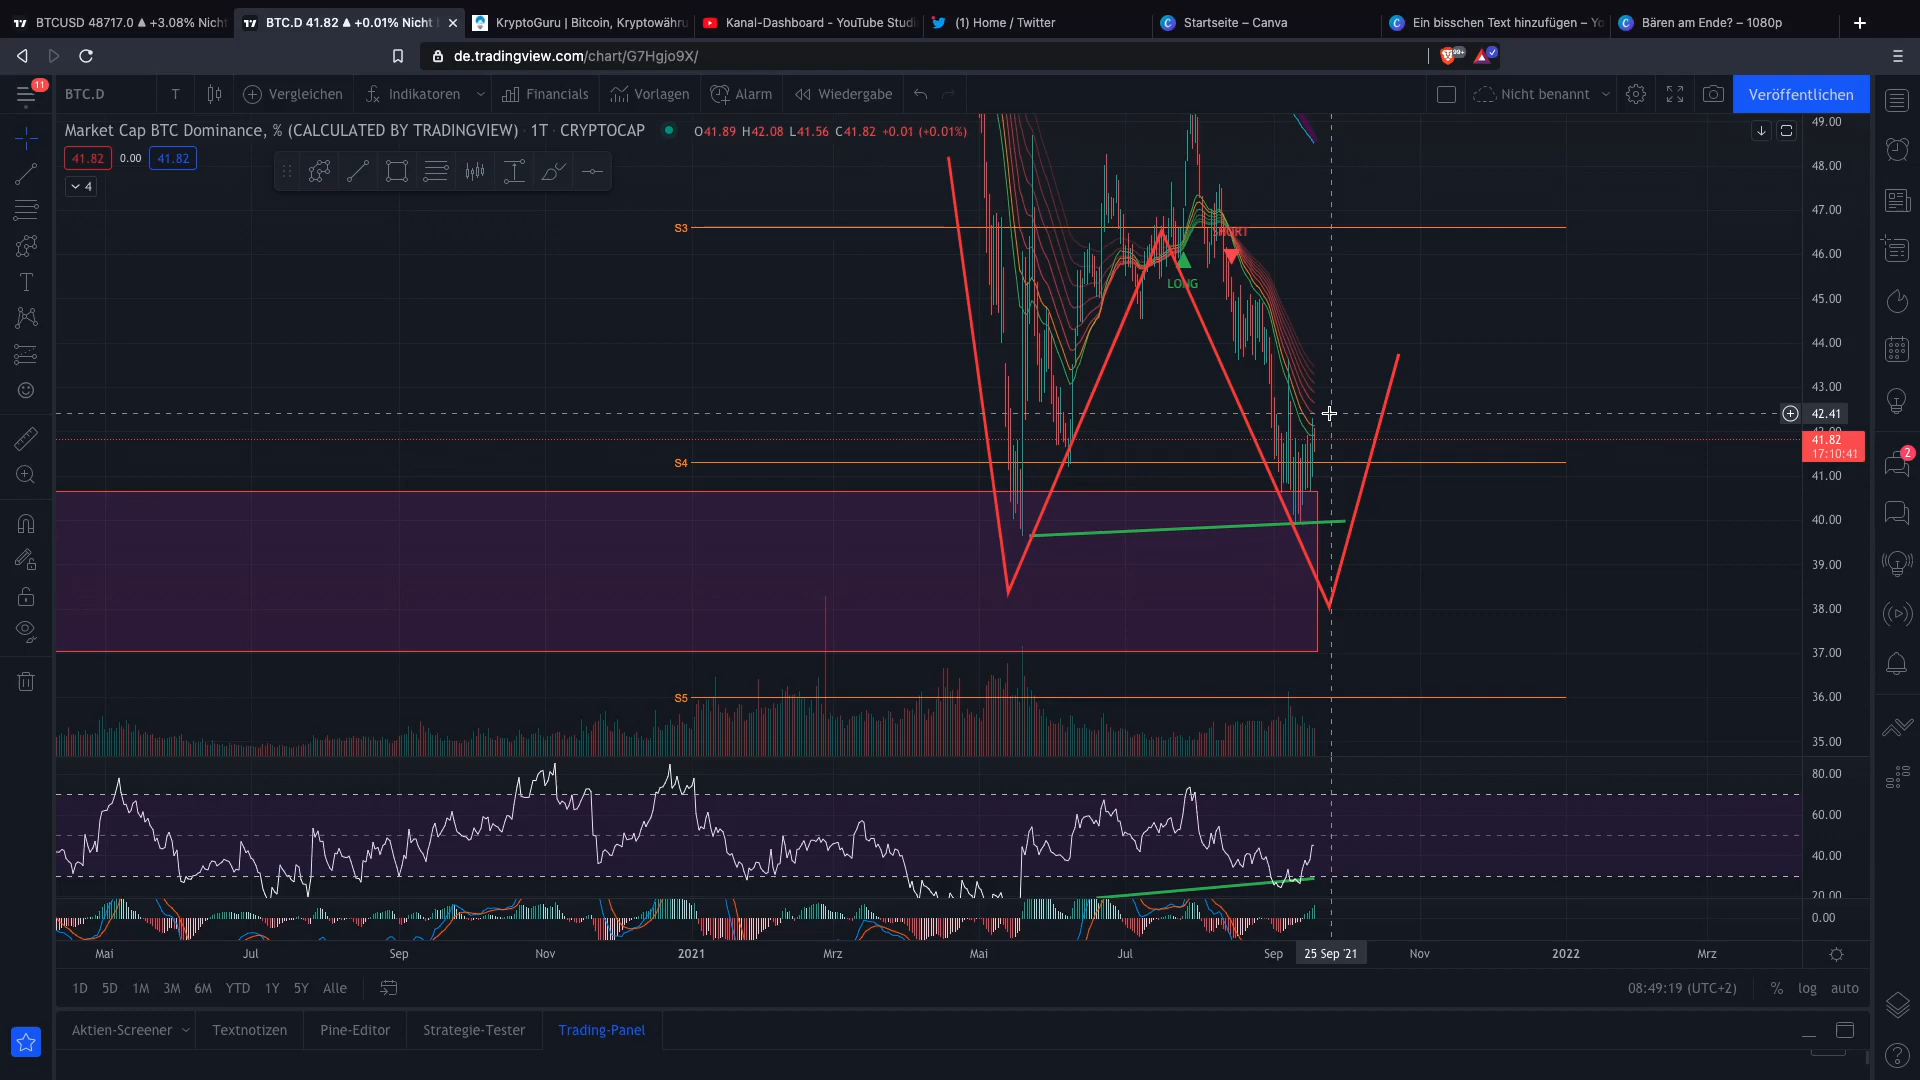 BTCUSD 48717.0 ▲ +3.08% Nicht
BTC.D 41.82 ▲ +0.01% Nicht
KryptoGuru | Bitcoin, Kryptowähru
Kanal-Dashboard - YouTube Studi
(1) Home / Twitter
Startseite – Canva
Ein bisschen Text hinzufügen – Yo
Bären am Ende? – 1080p
de.tradingview.com/chart/G7Hgjo9X/
99+
11
BTC.D
T
Vergleichen
Indikatoren
Financials
Vorlagen
Alarm
Wiedergabe
Nicht benannt
Veröffentlichen
Market Cap BTC Dominance, % (CALCULATED BY TRADINGVIEW) · 1T · CRYPTOCAP
O41.89 H42.08 L41.56 C41.82 +0.01 (+0.01%)
41.82
0.00
41.82
4
49.00
48.00
47.00
46.00
45.00
44.00
43.00
42.41
41.82
17:10:41
41.00
40.00
39.00
38.00
37.00
36.00
35.00
80.00
60.00
40.00
20.00
0.00
S3
SHORT
LONG
S4
S5
2
Mai
Jul
Sep
Nov
2021
Mrz
Mai
Jul
Sep
25 Sep '21
Nov
2022
Mrz
1D
5D
1M
3M
6M
YTD
1Y
5Y
Alle
08:49:19 (UTC+2)
%
log
auto
Aktien-Screener
Textnotizen
Pine-Editor
Strategie-Tester
Trading-Panel